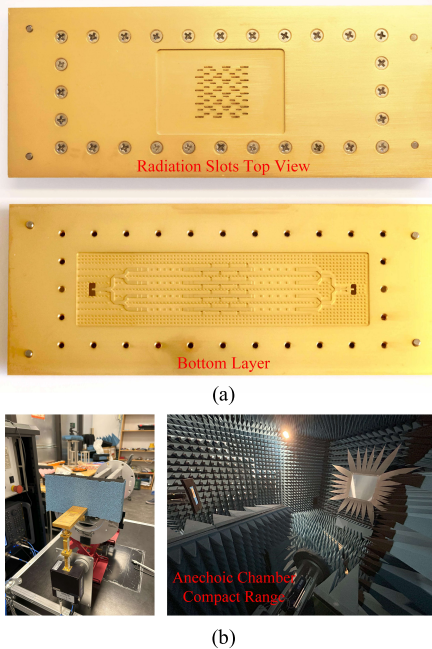 Radiation Slots Top View
Bottom Layer
(a)
Anechoic Chamber
Compact Range
(b)